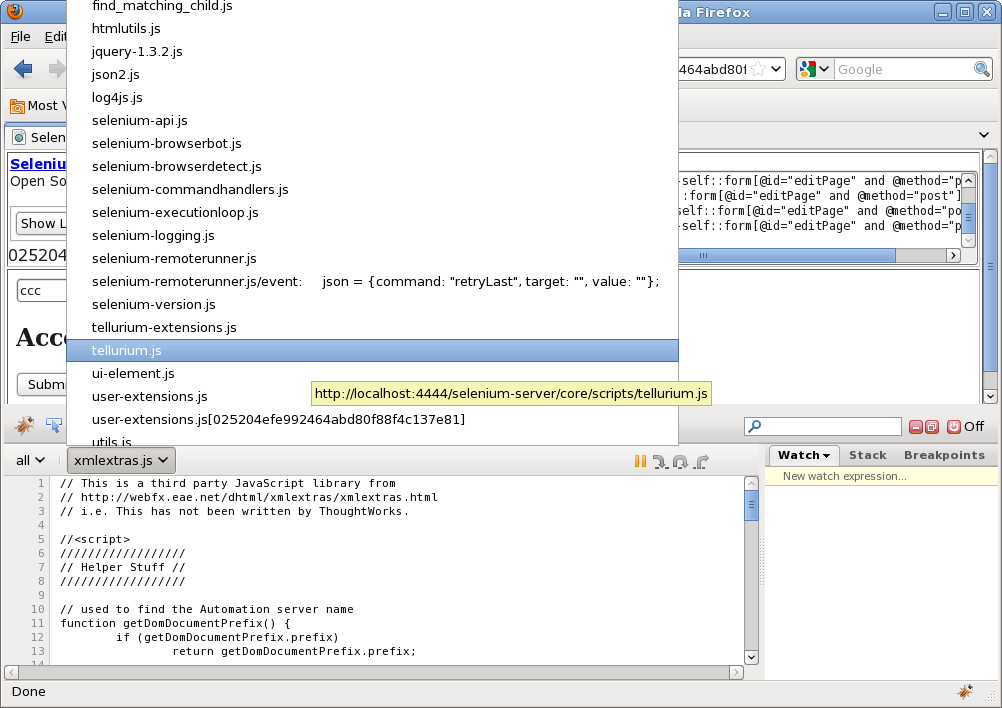 find_matching_child.js
la Firefox
htmlutils.js
File Edit
jquery-1.3.2.js
json2.js
464abd80f
Google
log4js.js
Most V
selenium-api.js
Selen
selenium-browserbot.js
Seleniu
selenium-browserdetect.js
Open So
-self::form[@id="editPage" and @method="p
selenium-commandhandlers.js
:form[@id="editPage" and @method="post"]
selenium-executionloop.js
self::form[@id="editPage" and @method="po
Show L
-self::form[@id="editPage" and @method="p
selenium-logging.js
025204
selenium-remoterunner.js
selenium-remoterunner.js/event: json = {command: "retryLast", target: "", value: ""};
ccc
selenium-version.js
tellurium-extensions.js
Acce
tellurium.js
ui-element.js
Subm
http://localhost:4444/selenium-server/core/scripts/tellurium.js
user-extensions.js
user-extensions.js[025204efe992464abd80f88f4c137e81]
utils.js
Off
all
xmlextras.js
Watch Stack Breakpoints
New watch expression...
1 // This is a third party JavaScript library from
2 // http://webfx.eae.net/dhtml/xmlextras/xmlextras.html
3 // i.e. This has not been written by ThoughtWorks.
4
5 //<script>
6 //////////////////
7 // Helper Stuff //
8 //////////////////
9
10 // used to find the Automation server name
11 function getDomDocumentPrefix() {
12 if (getDomDocumentPrefix.prefix)
13 return getDomDocumentPrefix.prefix;
14
Done